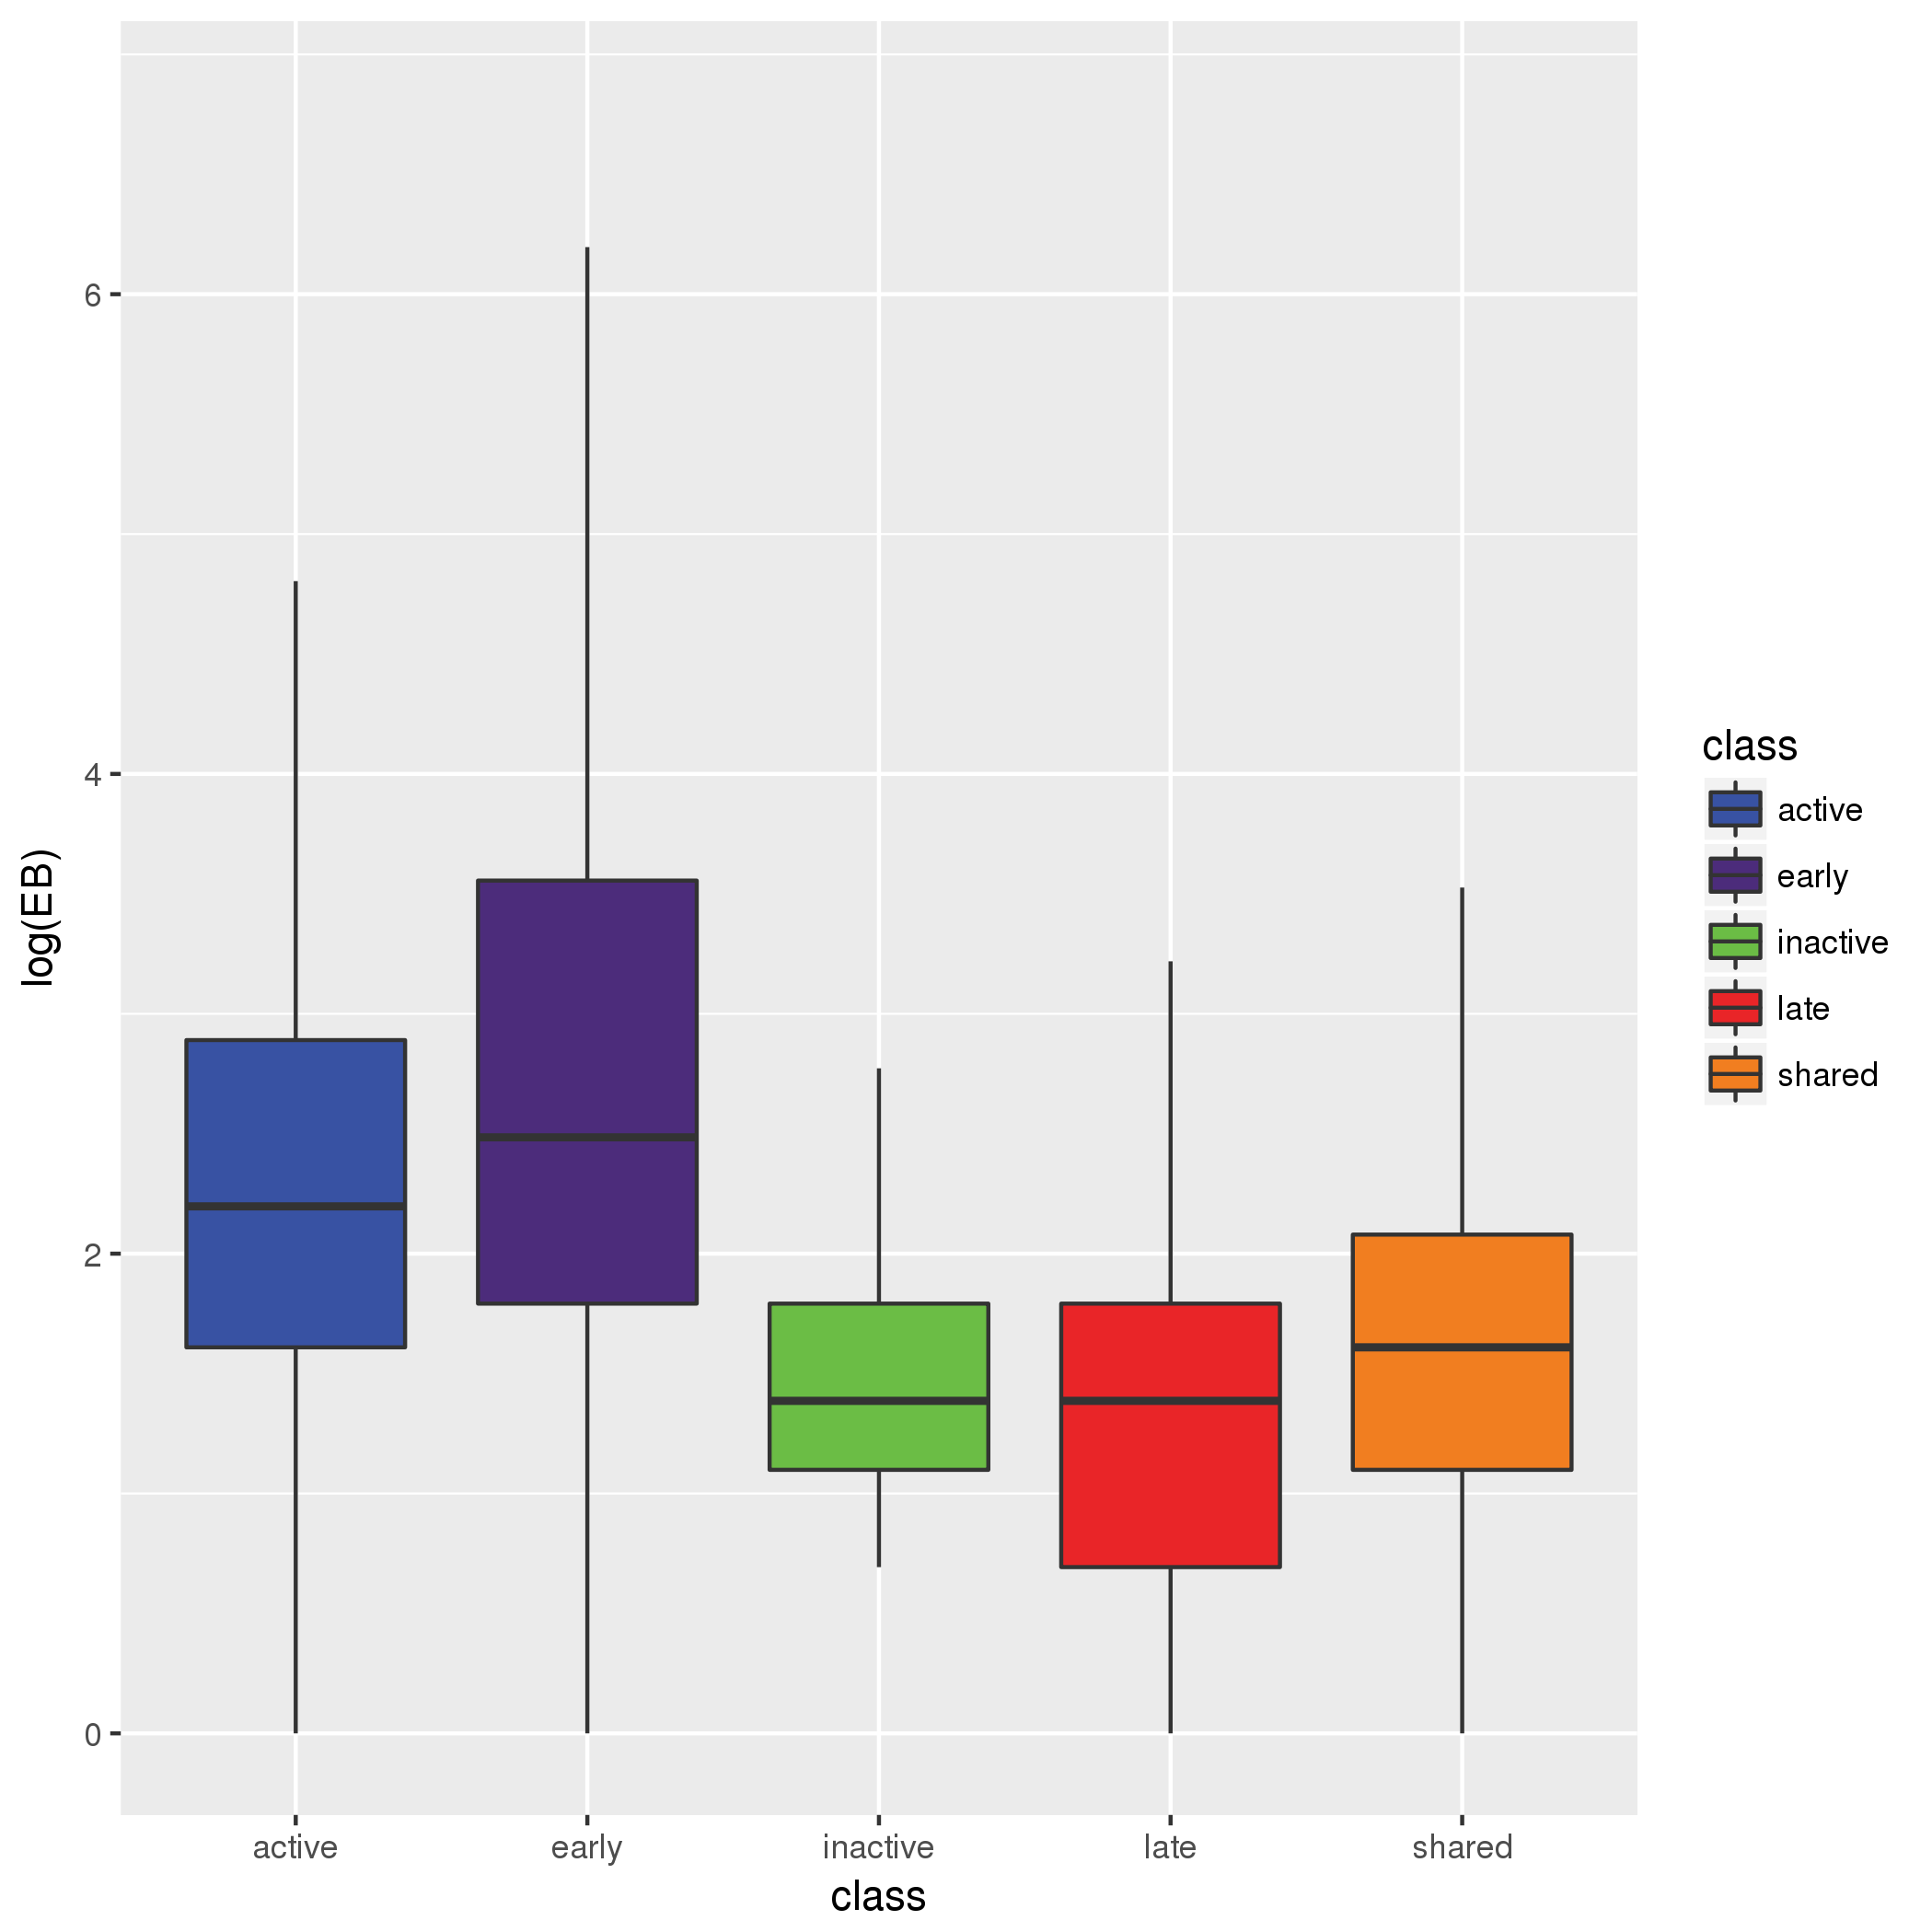 log(EB)
6
4
2
0
active early inactive late shared
class
class
active
early
inactive
late
shared